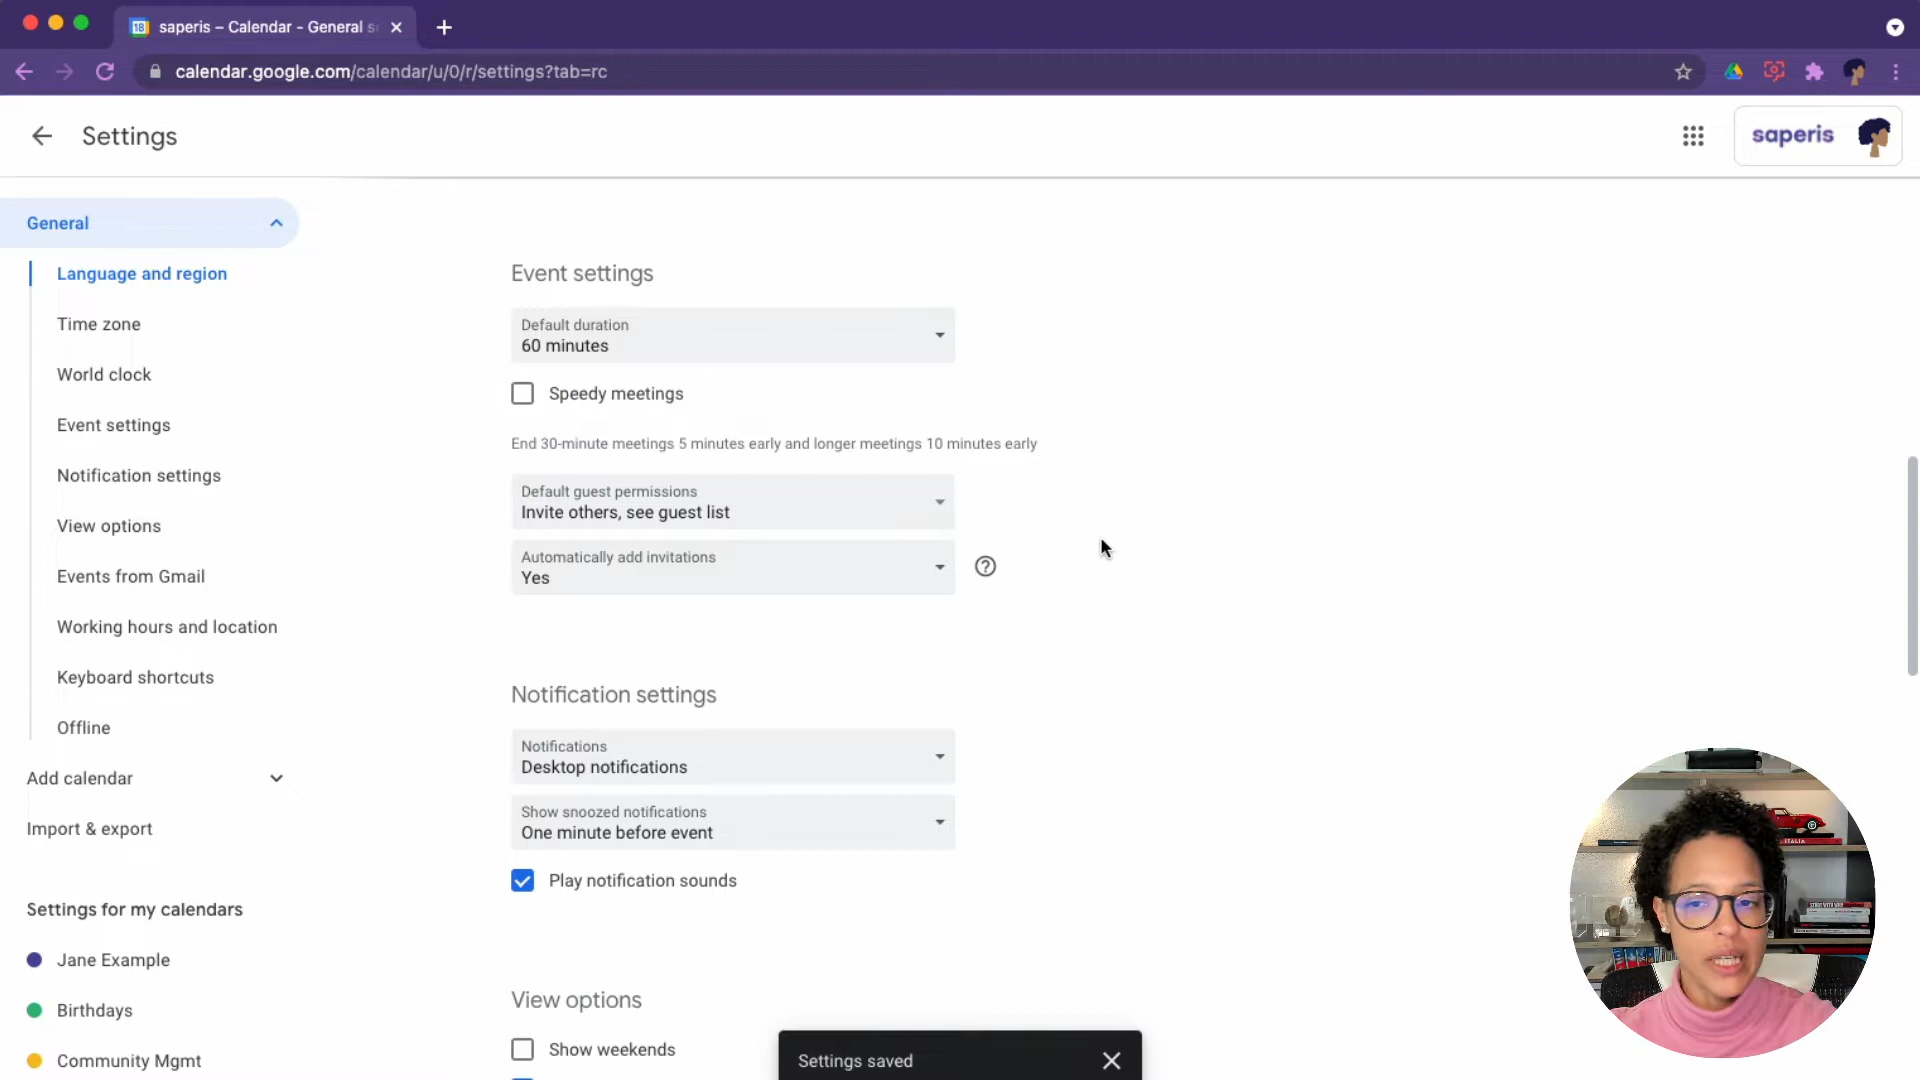 saperis – Calendar - General s
calendar.google.com/calendar/u/0/r/settings?tab=rc
Settings
saperis
General
Language and region
Time zone
World clock
Event settings
Notification settings
View options
Events from Gmail
Working hours and location
Keyboard shortcuts
Offline
Add calendar
Import & export
Settings for my calendars
Jane Example
Birthdays
Community Mgmt
Event settings
Default duration
60 minutes
Speedy meetings
End 30-minute meetings 5 minutes early and longer meetings 10 minutes early
Default guest permissions
Invite others, see guest list
Automatically add invitations
Yes
Notification settings
Notifications
Desktop notifications
Show snoozed notifications
One minute before event
Play notification sounds
View options
Show weekends
Settings saved
ITALIA
START WITH WHY